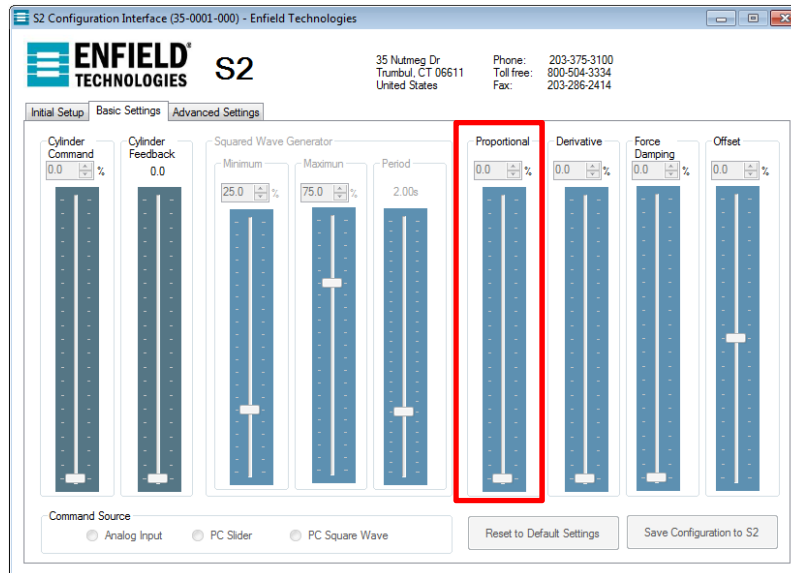 S2 Configuration Interface (35-0001-000) - Enfield Technologies
ENFIELD®
TECHNOLOGIES
S2
35 Nutmeg Dr
Trumbul, CT 06611
United States
Phone: 203-375-3100
Toll free: 800-504-3334
Fax: 203-286-2414
Initial Setup
Basic Settings
Advanced Settings
Cylinder
Command
0.0 %
Cylinder
Feedback
0.0
Squared Wave Generator
Minimum
25.0 %
Maximun
75.0 %
Period
2.00s
Proportional
0.0 %
Derivative
0.0 %
Force
Damping
0.0 %
Offset
0.0 %
Command Source
Analog Input
PC Slider
PC Square Wave
Reset to Default Settings
Save Configuration to S2